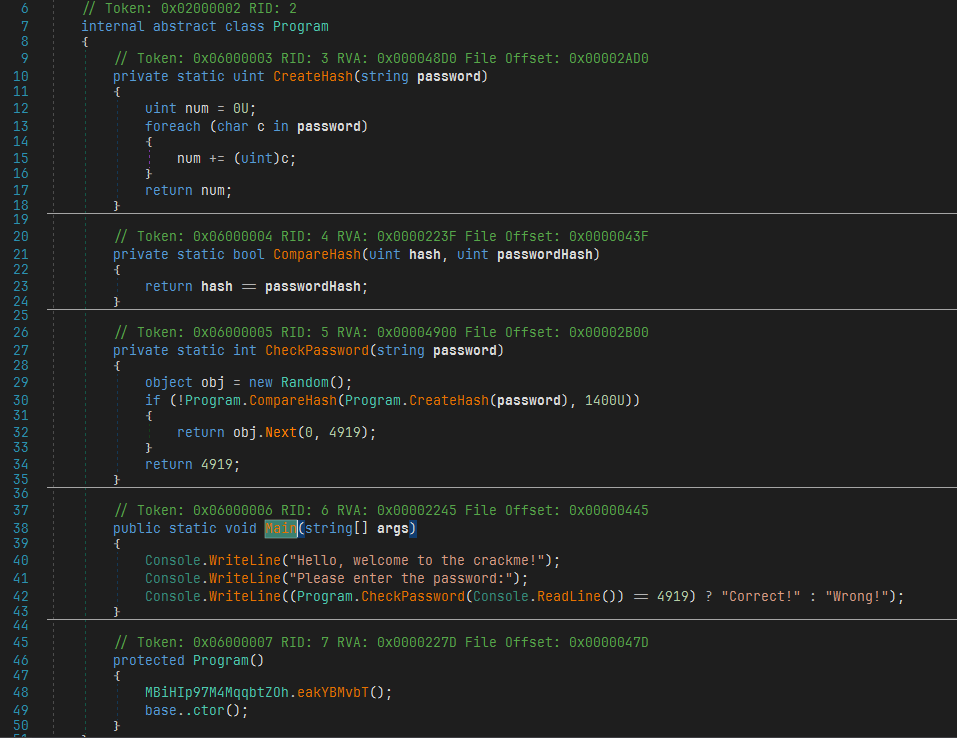 6 // Token: 0x02000002 RID: 2
7 internal abstract class Program
8 {
9 // Token: 0x06000003 RID: 3 RVA: 0x000048D0 File Offset: 0x00002AD0
10 private static uint CreateHash(string password)
11 {
12 uint num = 0U;
13 foreach (char c in password)
14 {
15 num += (uint)c;
16 }
17 return num;
18 }
19
20 // Token: 0x06000004 RID: 4 RVA: 0x0000223F File Offset: 0x0000043F
21 private static bool CompareHash(uint hash, uint passwordHash)
22 {
23 return hash == passwordHash;
24 }
25
26 // Token: 0x06000005 RID: 5 RVA: 0x00004900 File Offset: 0x00002B00
27 private static int CheckPassword(string password)
28 {
29 object obj = new Random();
30 if (!Program.CompareHash(Program.CreateHash(password), 1400U))
31 {
32 return obj.Next(0, 4919);
33 }
34 return 4919;
35 }
36
37 // Token: 0x06000006 RID: 6 RVA: 0x00002245 File Offset: 0x00000445
38 public static void Main(string[] args)
39 {
40 Console.WriteLine("Hello, welcome to the crackme!");
41 Console.WriteLine("Please enter the password:");
42 Console.WriteLine((Program.CheckPassword(Console.ReadLine()) == 4919) ? "Correct!" : "Wrong!");
43 }
44
45 // Token: 0x06000007 RID: 7 RVA: 0x0000227D File Offset: 0x0000047D
46 protected Program()
47 {
48 MBiHIp97M4MqqbtZOh.eakYBMvbT();
49 base..ctor();
50 }